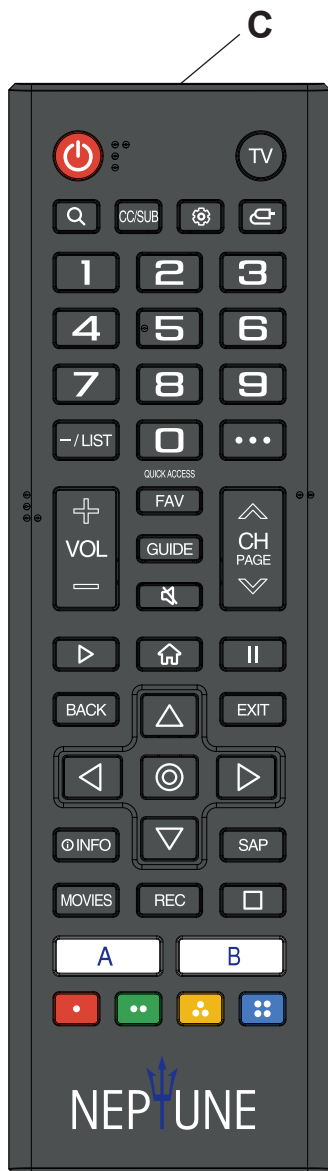 C
TV
CC/SUB
1 2 3
4 5 6
7 8 9
–/LIST 0 •••
QUICK ACCESS
+ FAV
VOL GUIDE CH
PAGE
–
BACK EXIT
INFO SAP
MOVIES REC
A B
NEPTUNE